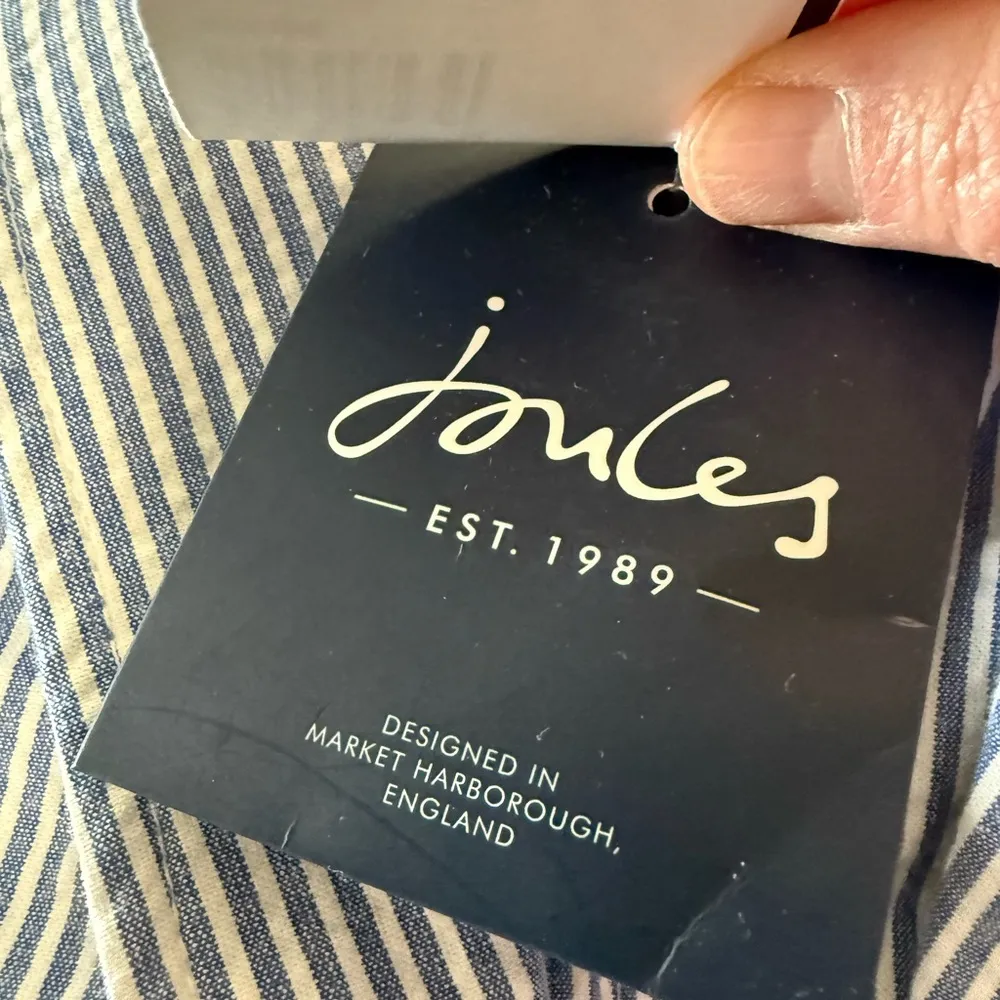 joules
EST. 1989
DESIGNED IN
MARKET HARBOROUGH,
ENGLAND